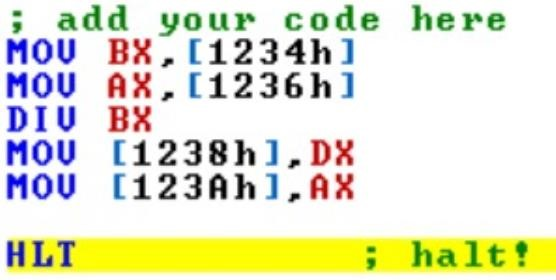 ; add your code here
MOV BX,[1234h]
MOV AX,[1236h]
DIV BX
MOV [1238h],DX
MOV [123Ah],AX
HLT ; halt!